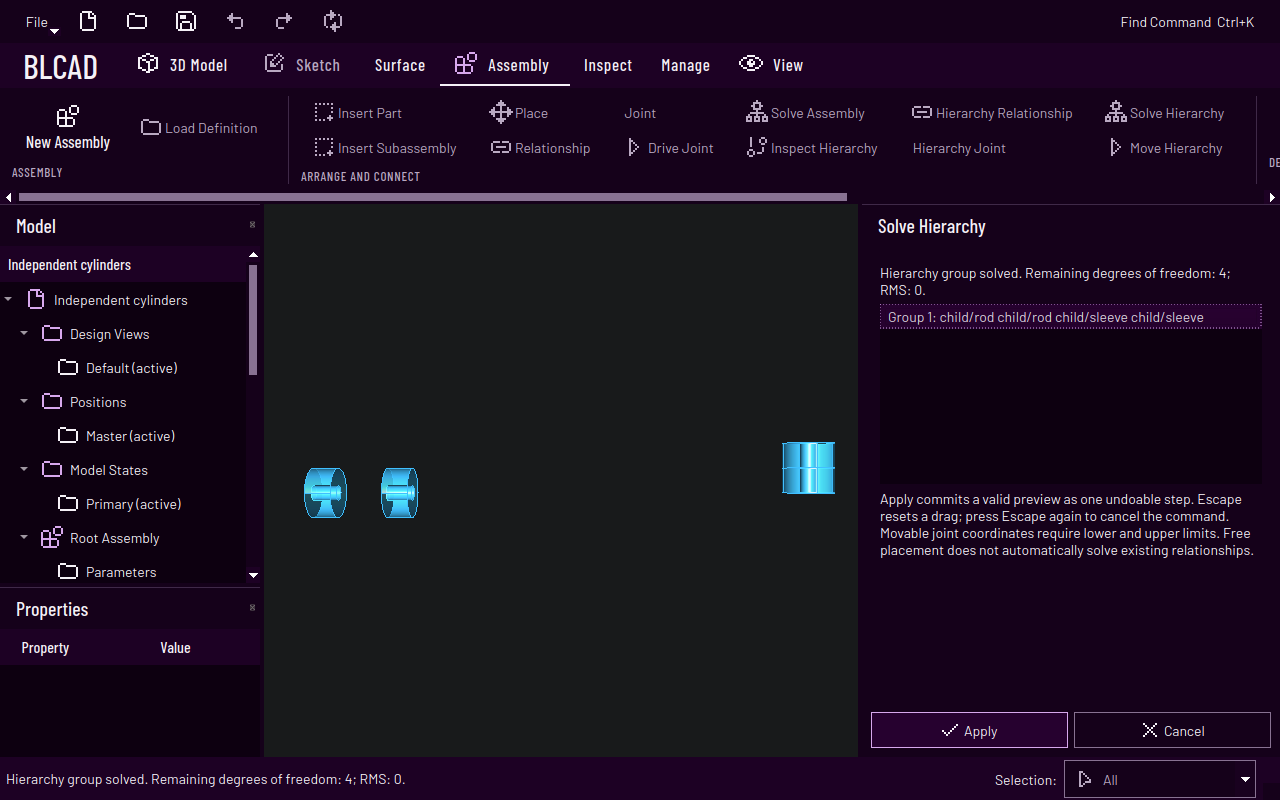 File
Find Command Ctrl+K
BLCAD
3D Model
Sketch
Surface
Assembly
Inspect
Manage
View
New Assembly
Load Definition
ASSEMBLY
Insert Part
Place
Joint
Solve Assembly
Hierarchy Relationship
Solve Hierarchy
Insert Subassembly
Relationship
Drive Joint
Inspect Hierarchy
Hierarchy Joint
Move Hierarchy
ARRANGE AND CONNECT
DE
Model
Independent cylinders
Independent cylinders
Design Views
Default (active)
Positions
Master (active)
Model States
Primary (active)
Root Assembly
Parameters
Properties
Property Value
Solve Hierarchy
Hierarchy group solved. Remaining degrees of freedom: 4;
RMS: 0.
Group 1: child/rod child/rod child/sleeve child/sleeve
Apply commits a valid preview as one undoable step. Escape
resets a drag; press Escape again to cancel the command.
Movable joint coordinates require lower and upper limits. Free
placement does not automatically solve existing relationships.
Apply
Cancel
Hierarchy group solved. Remaining degrees of freedom: 4; RMS: 0.
Selection: All